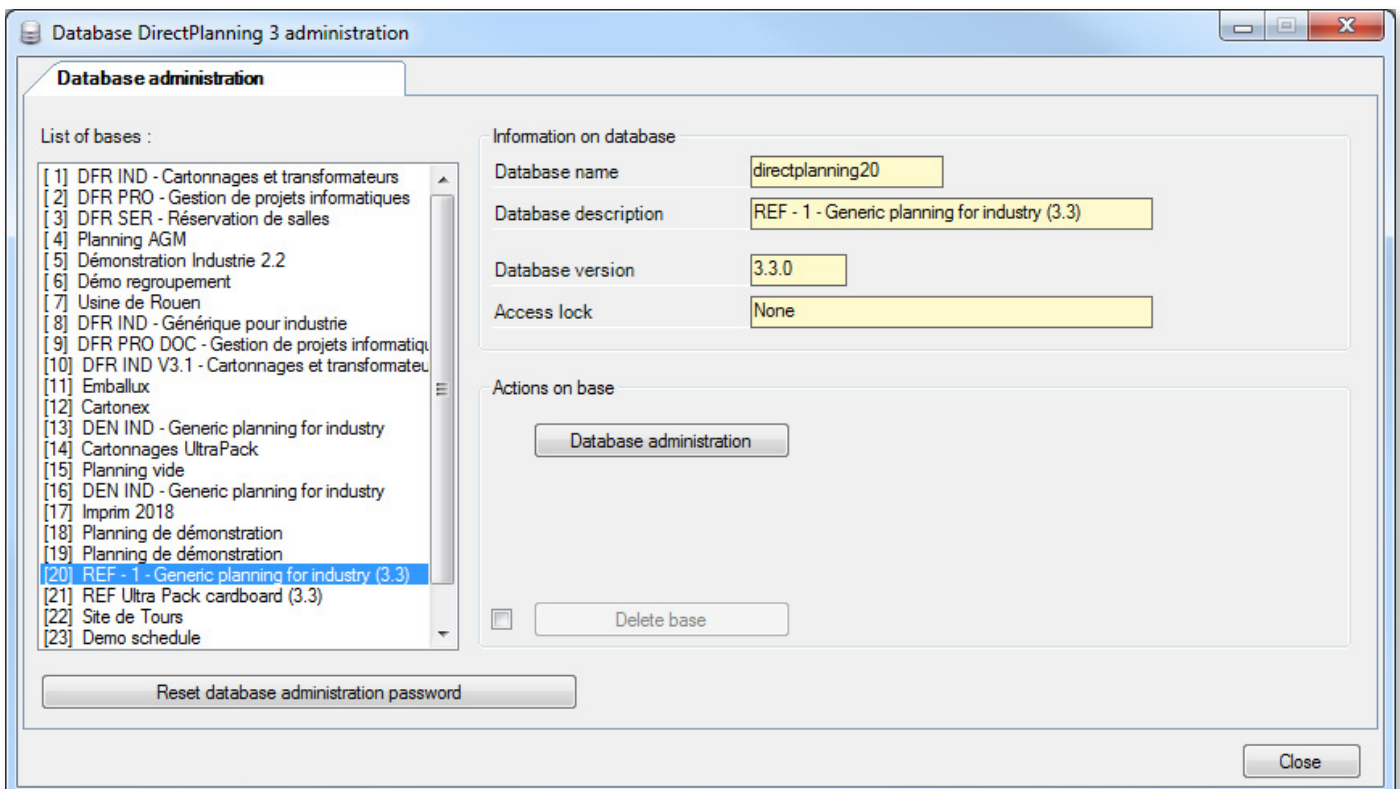 Database DirectPlanning 3 administration
Database administration
List of bases :
[ 1] DFR IND - Cartonnages et transformateurs
[ 2] DFR PRO - Gestion de projets informatiques
[ 3] DFR SER - Réservation de salles
[ 4] Planning AGM
[ 5] Démonstration Industrie 2.2
[ 6] Démo regroupement
[ 7] Usine de Rouen
[ 8] DFR IND - Générique pour industrie
[ 9] DFR PRO DOC - Gestion de projets informatiqu
[10] DFR IND V3.1 - Cartonnages et transformateu
[11] Emballux
[12] Cartonex
[13] DEN IND - Generic planning for industry
[14] Cartonnages UltraPack
[15] Planning vide
[16] DEN IND - Generic planning for industry
[17] Imprim 2018
[18] Planning de démonstration
[19] Planning de démonstration
[20] REF - 1 - Generic planning for industry (3.3)
[21] REF Ultra Pack cardboard (3.3)
[22] Site de Tours
[23] Demo schedule
Reset database administration password
Information on database
Database name directplanning20
Database description REF - 1 - Generic planning for industry (3.3)
Database version 3.3.0
Access lock None
Actions on base
Database administration
Delete base
Close